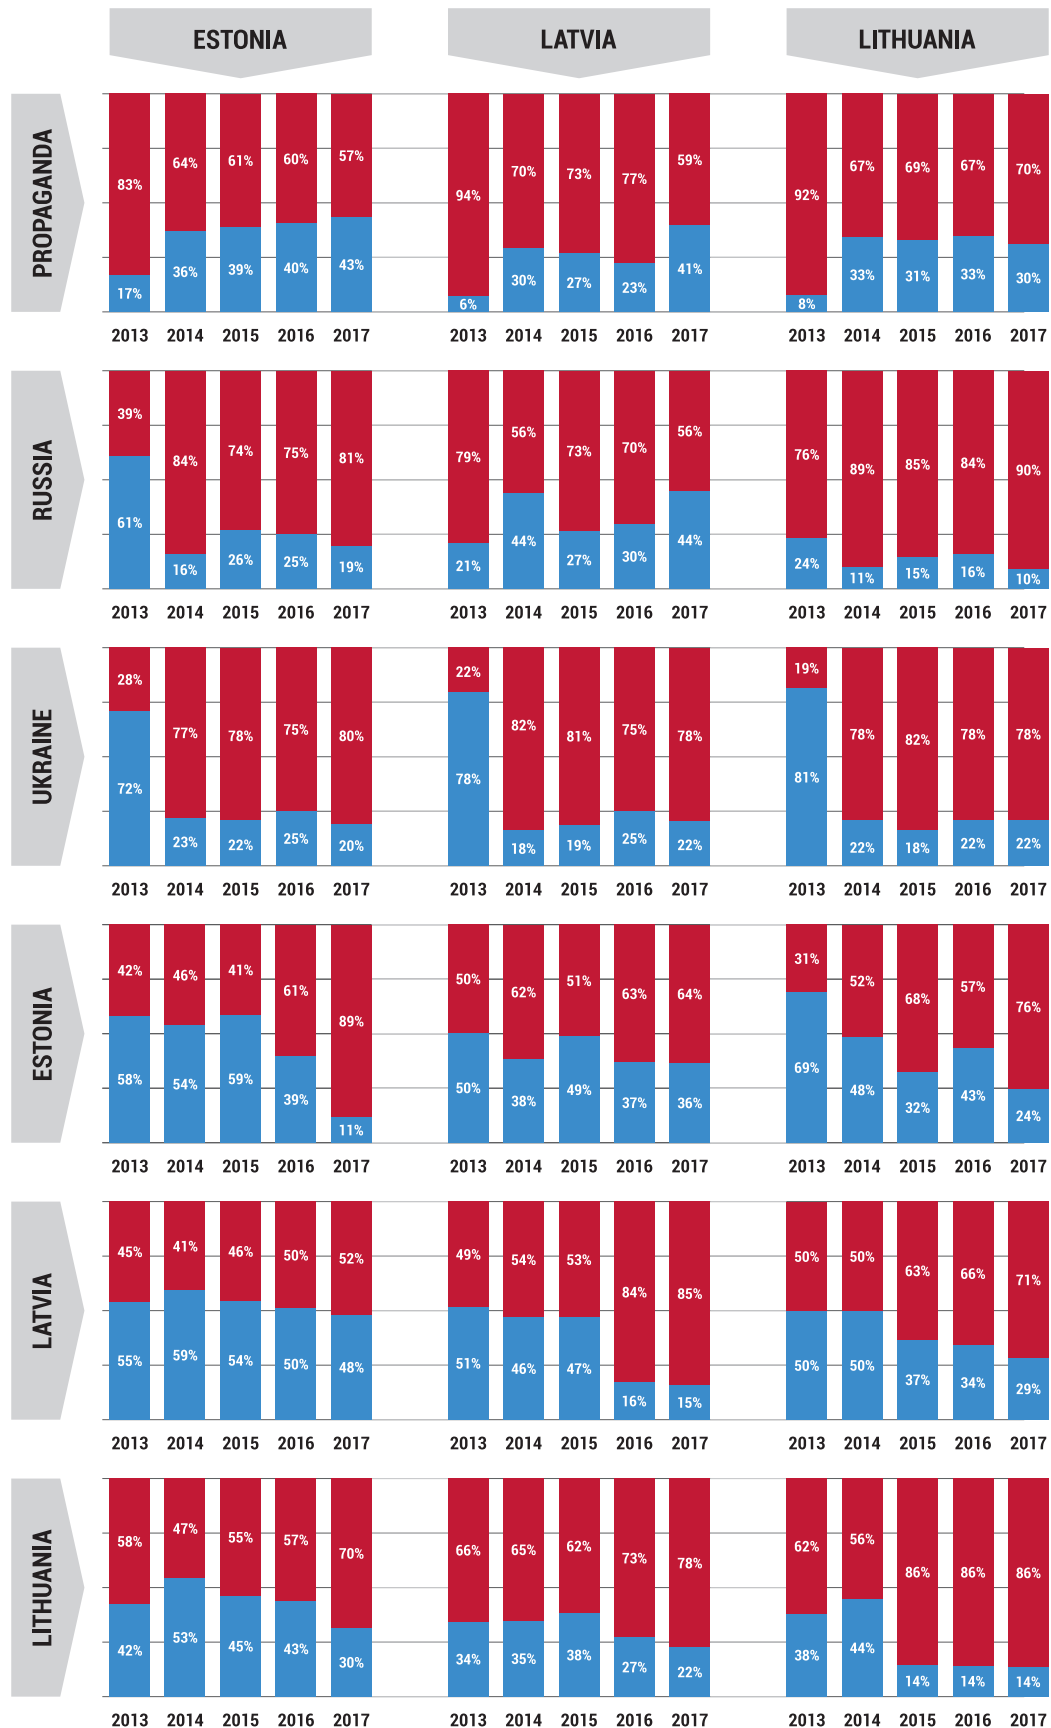 ESTONIA LATVIA LITHUANIA
PROPAGANDA
83% 64% 61% 60% 57% 94% 70% 73% 77% 59% 92% 67% 69% 67% 70%
17% 36% 39% 40% 43% 6% 30% 27% 23% 41% 8% 33% 31% 33% 30%
2013 2014 2015 2016 2017 2013 2014 2015 2016 2017 2013 2014 2015 2016 2017
RUSSIA
39% 84% 74% 75% 81% 79% 56% 73% 70% 56% 76% 89% 85% 84% 90%
61% 16% 26% 25% 19% 21% 44% 27% 30% 44% 24% 11% 15% 16% 10%
2013 2014 2015 2016 2017 2013 2014 2015 2016 2017 2013 2014 2015 2016 2017
UKRAINE
28% 77% 78% 75% 80% 22% 82% 81% 75% 78% 19% 78% 82% 78% 78%
72% 23% 22% 25% 20% 78% 18% 19% 25% 22% 81% 22% 18% 22% 22%
2013 2014 2015 2016 2017 2013 2014 2015 2016 2017 2013 2014 2015 2016 2017
ESTONIA
42% 46% 41% 61% 89% 50% 62% 51% 63% 64% 31% 52% 68% 57% 76%
58% 54% 59% 39% 11% 50% 38% 49% 37% 36% 69% 48% 32% 43% 24%
2013 2014 2015 2016 2017 2013 2014 2015 2016 2017 2013 2014 2015 2016 2017
LATVIA
45% 41% 46% 50% 52% 49% 54% 53% 84% 85% 50% 50% 63% 66% 71%
55% 59% 54% 50% 48% 51% 46% 47% 16% 15% 50% 50% 37% 34% 29%
2013 2014 2015 2016 2017 2013 2014 2015 2016 2017 2013 2014 2015 2016 2017
LITHUANIA
58% 47% 55% 57% 70% 66% 65% 62% 73% 78% 62% 56% 86% 86% 86%
42% 53% 45% 43% 30% 34% 35% 38% 27% 22% 38% 44% 14% 14% 14%
2013 2014 2015 2016 2017 2013 2014 2015 2016 2017 2013 2014 2015 2016 2017